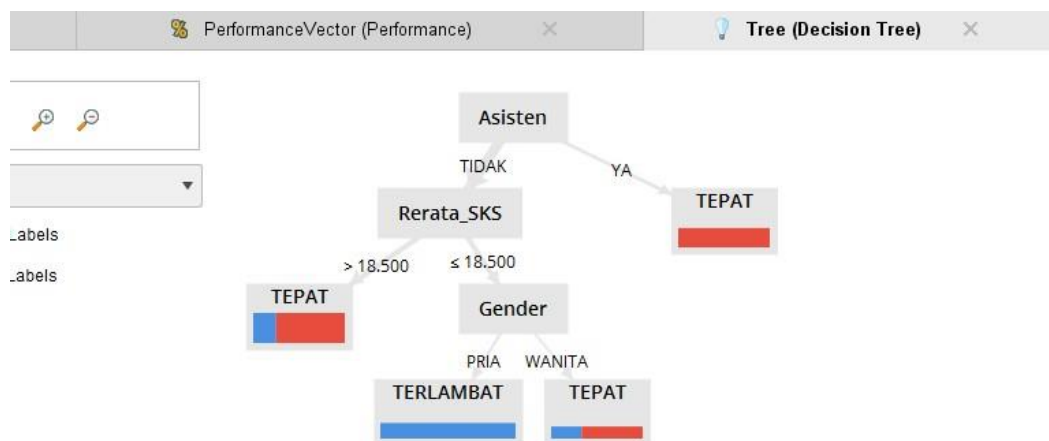 PerformanceVector (Performance)
Tree (Decision Tree)
Asisten
TIDAK
YA
Rerata_SKS
TEPAT
Labels
Labels
> 18.500
≤ 18.500
TEPAT
Gender
PRIA
WANITA
TERLAMBAT
TEPAT